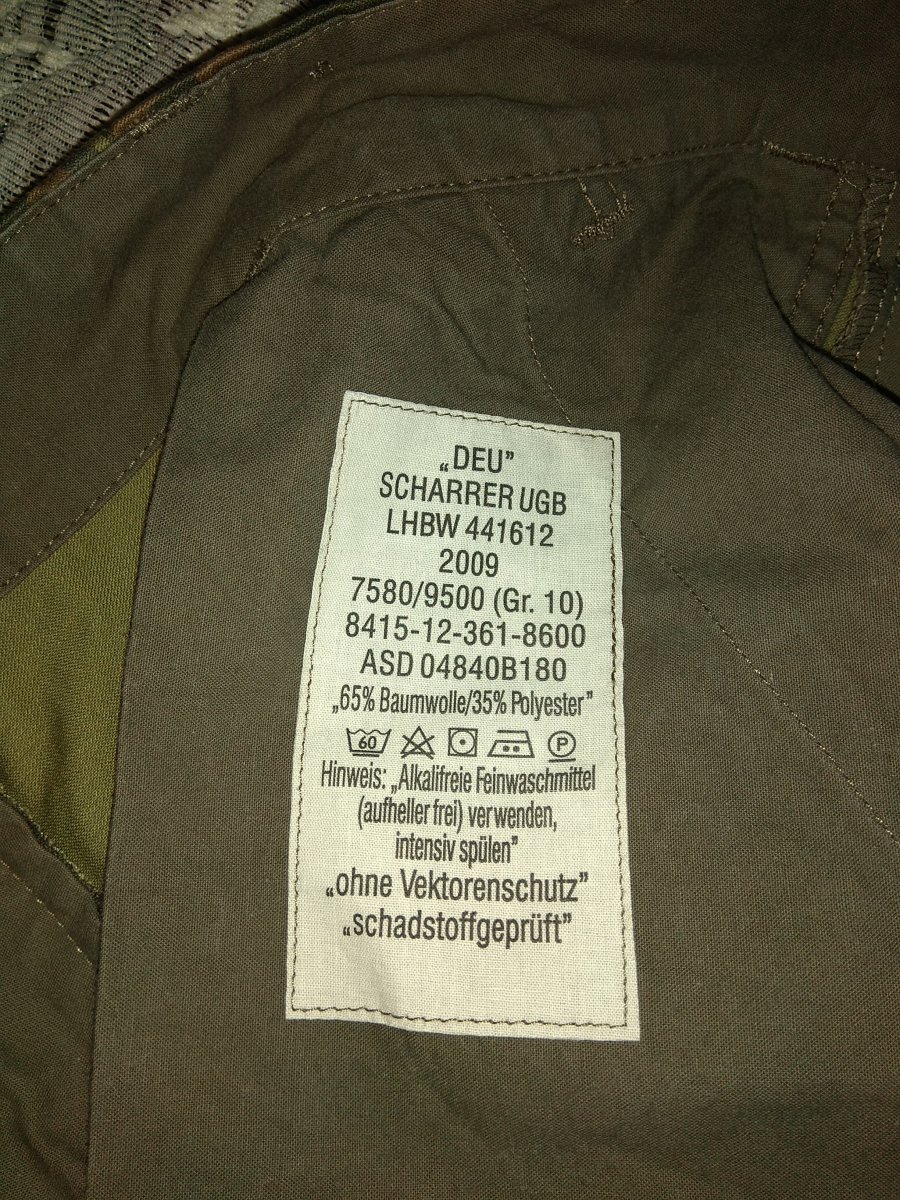 „DEU”
SCHARRER UGB
LHBW 441612
2009
7580/9500 (Gr. 10)
8415-12-361-8600
ASD 04840B180
„65% Baumwolle/35% Polyester”
60 P
Hinweis: „Alkalifreie Feinwaschmittel
(aufheller frei) verwenden,
intensiv spülen”
„ohne Vektorenschutz”
„schadstoffgeprüft”